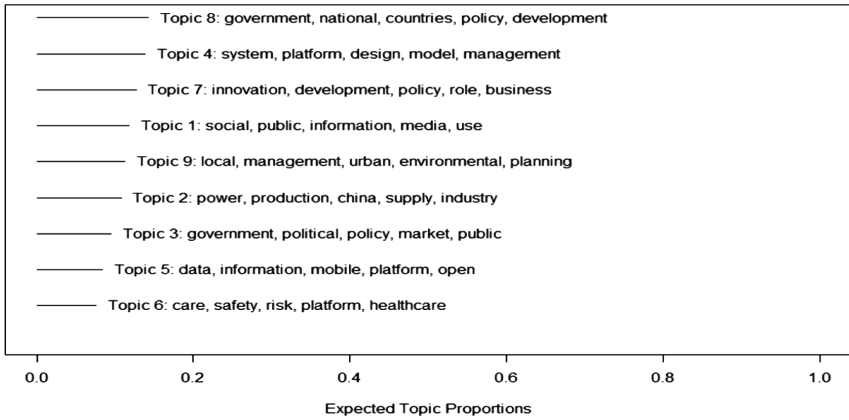 Topic 8: government, national, countries, policy, development
Topic 4: system, platform, design, model, management
Topic 7: innovation, development, policy, role, business
Topic 1: social, public, information, media, use
Topic 9: local, management, urban, environmental, planning
Topic 2: power, production, china, supply, industry
Topic 3: government, political, policy, market, public
Topic 5: data, information, mobile, platform, open
Topic 6: care, safety, risk, platform, healthcare
0.0 0.2 0.4 0.6 0.8 1.0
Expected Topic Proportions